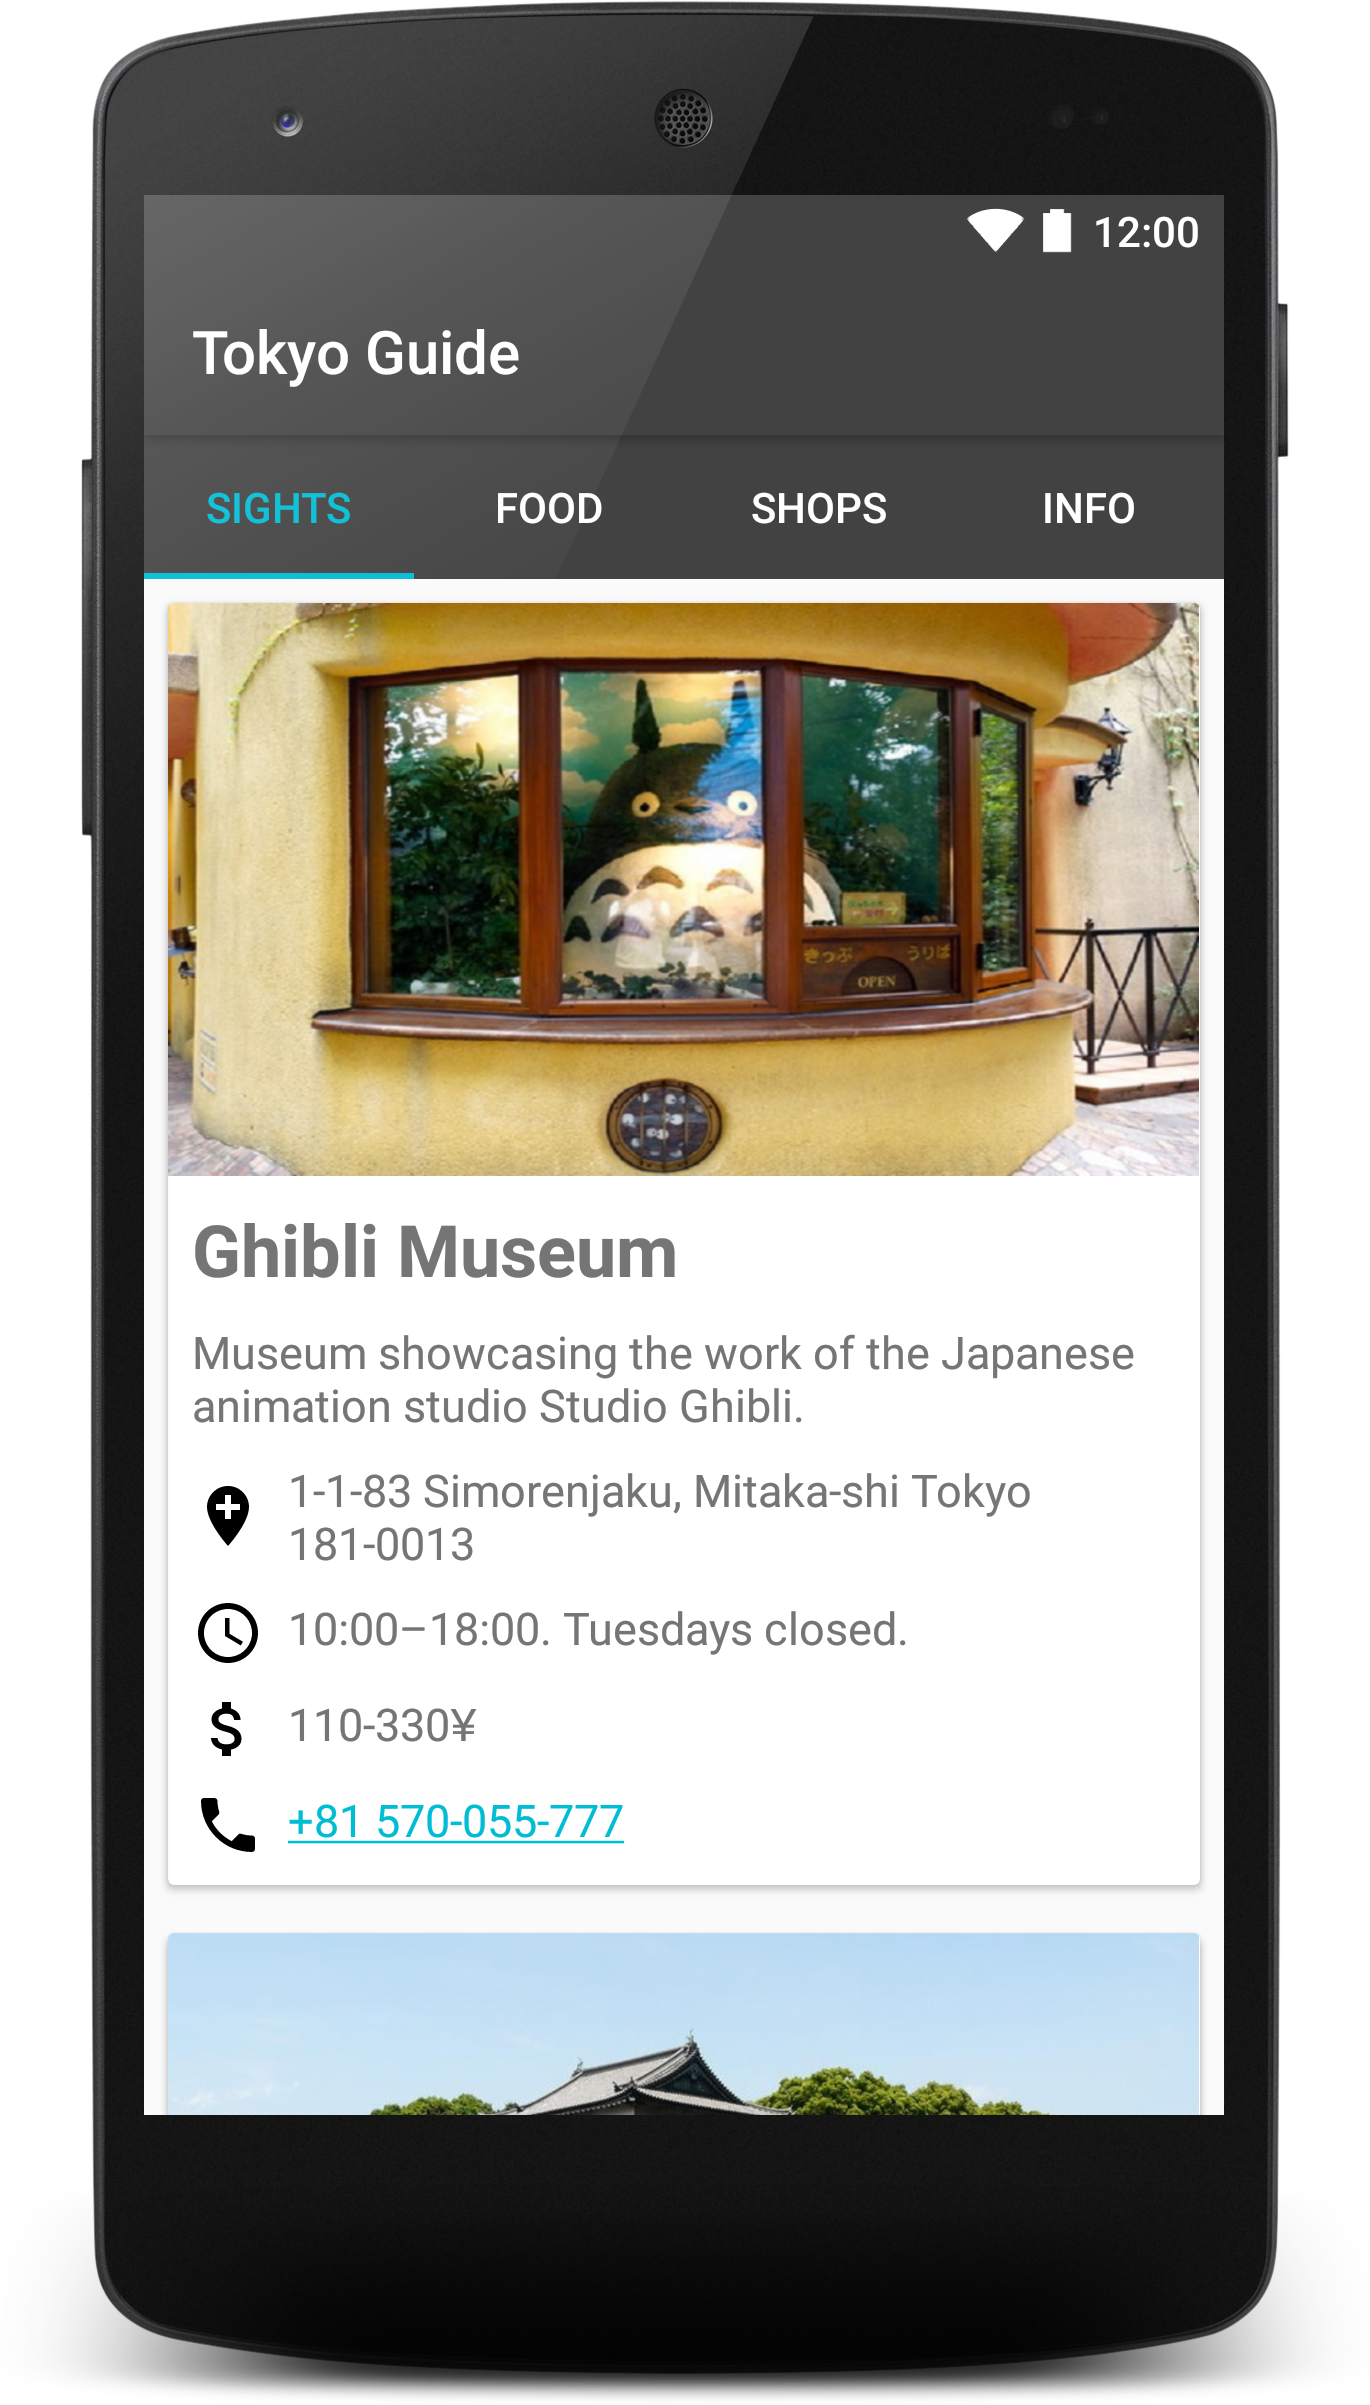 12:00
Tokyo Guide
SIGHTS FOOD SHOPS INFO
きっぷ うりば
OPEN
Ghibli Museum
Museum showcasing the work of the Japanese
animation studio Studio Ghibli.
1-1-83 Simorenjaku, Mitaka-shi Tokyo
181-0013
10:00–18:00. Tuesdays closed.
110-330¥
+81 570-055-777